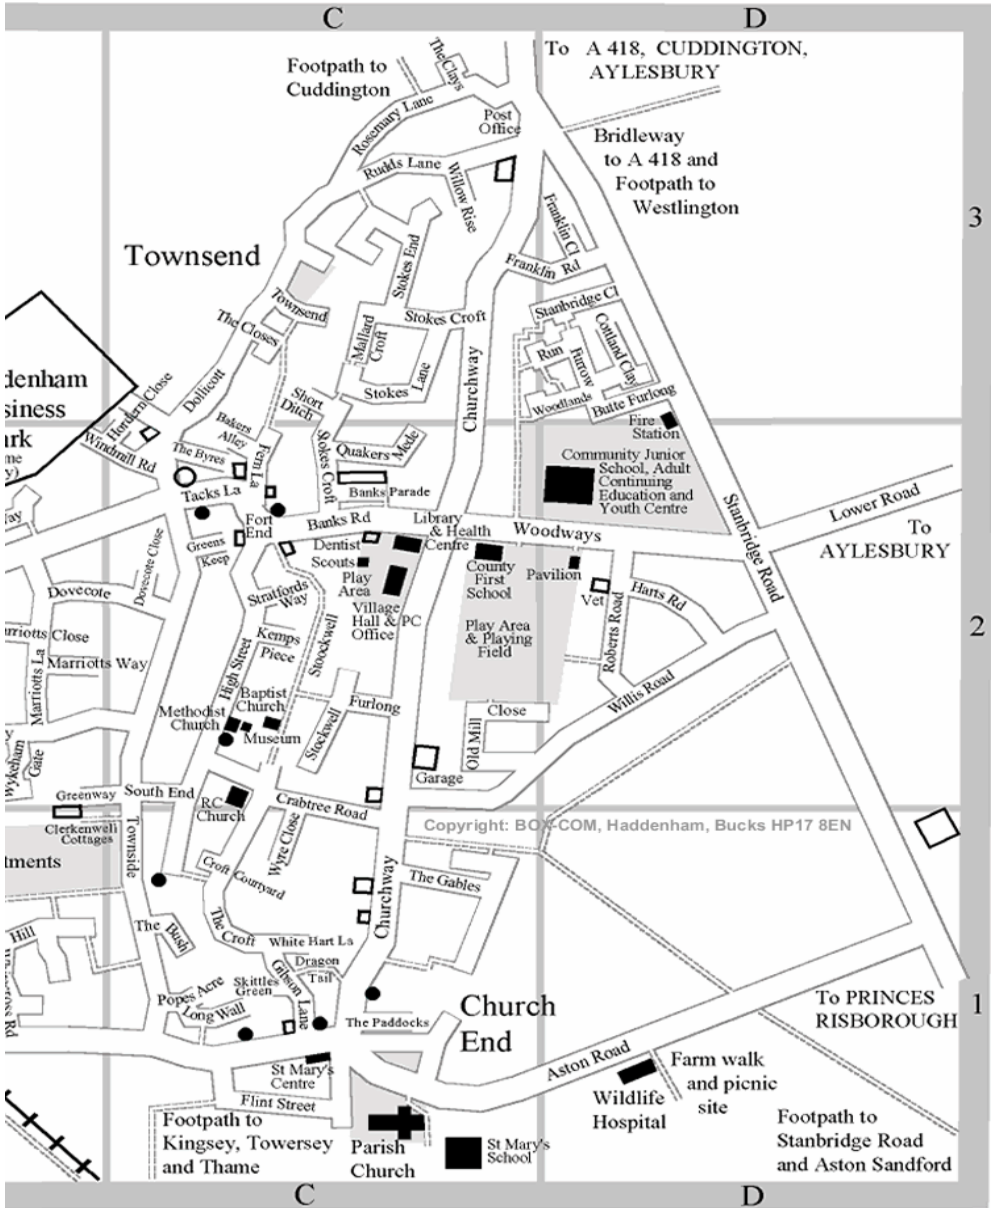 C
D
The Clays
Footpath to
Cuddington
To A 418, CUDDINGTON,
AYLESBURY
Rosemary Lane
Post
Office
Bridleway
to A 418 and
Footpath to
Westlington
Rudds Lane
Willow Rise
Franklin Cl
3
Townsend
Stokes End
Franklin Rd
Townsend
The Closes
Stokes Croft
Stanbridge Cl
Mallard
Croft
Cottland Clay
Churchway
Run
Furrow
denham
siness
ark
Hordern Close
Dollicott
Short
Ditch
Stokes
Lane
Woodlands
Butte Furlong
Fire
Station
Windmill Rd
Bakers
Alley
The Byres
Fern La
Stokes Croft
Quakers
Mede
Community Junior
School, Adult
Continuing
Education and
Youth Centre
Tacks La
Banks Parade
Lower Road
To
AYLESBURY
Fort
End
Banks Rd
Library
& Health
Centre
Woodways
Stanbridge Road
Greens
Keep
Dentist
Scouts
Play
Area
County
First
School
Pavilion
Vet
Harts Rd
Dovecote Close
Dovecote
Stratfords
Way
Village
Hall & PC
Office
Play Area
& Playing
Field
Roberts Road
2
Marriotts La
Marriotts Way
Kemps
Piece
Stockwell
High Street
Baptist
Church
Methodist
Church
Museum
Furlong
Stockwell
Willis Road
Close
Old Mill
Wykeham
Gate
Garage
Greenway
South End
RC
Church
Crabtree Road
Clerkenwell
Cottages
Copyright: BOX-COM, Haddenham, Bucks HP17 8EN
tments
Townside
Wyre Close
Croft Courtyard
Churchway
The Gables
Hill
The Bush
The Croft
White Hart La
Dragon
Tail
Skittles
Green
Gibson Lane
Popes Acre
Long Wall
The Paddocks
Church
End
To PRINCES
RISBOROUGH
1
St Mary's
Centre
Flint Street
Aston Road
Farm walk
and picnic
site
Wildlife
Hospital
Footpath to
Kingsey, Towersey
and Thame
Parish
Church
St Mary's
School
Footpath to
Stanbridge Road
and Aston Sandford
C
D